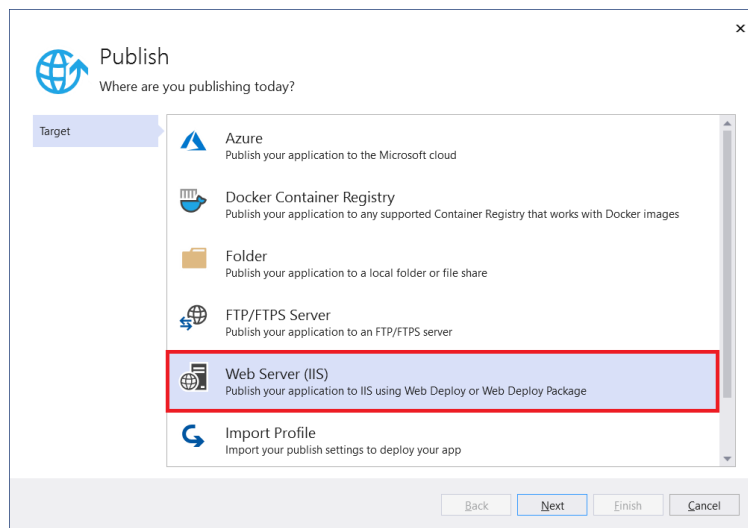 Publish
Where are you publishing today?
Target
Azure
Publish your application to the Microsoft cloud
Docker Container Registry
Publish your application to any supported Container Registry that works with Docker images
Folder
Publish your application to a local folder or file share
FTP/FTPS Server
Publish your application to an FTP/FTPS server
Web Server (IIS)
Publish your application to IIS using Web Deploy or Web Deploy Package
Import Profile
Import your publish settings to deploy your app
Back
Next
Finish
Cancel